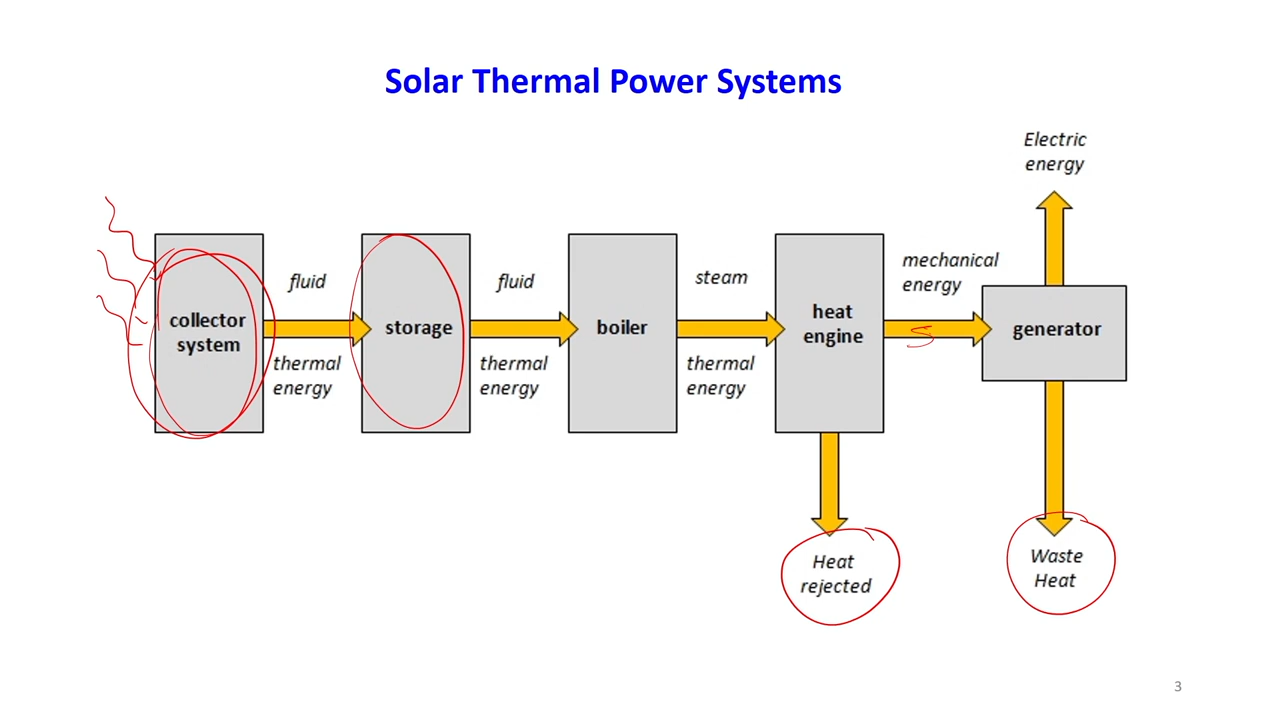 Solar Thermal Power Systems
Electric
energy
collector
system
fluid
thermal
energy
storage
fluid
thermal
energy
boiler
steam
thermal
energy
heat
engine
mechanical
energy
generator
Heat
rejected
Waste
Heat
3